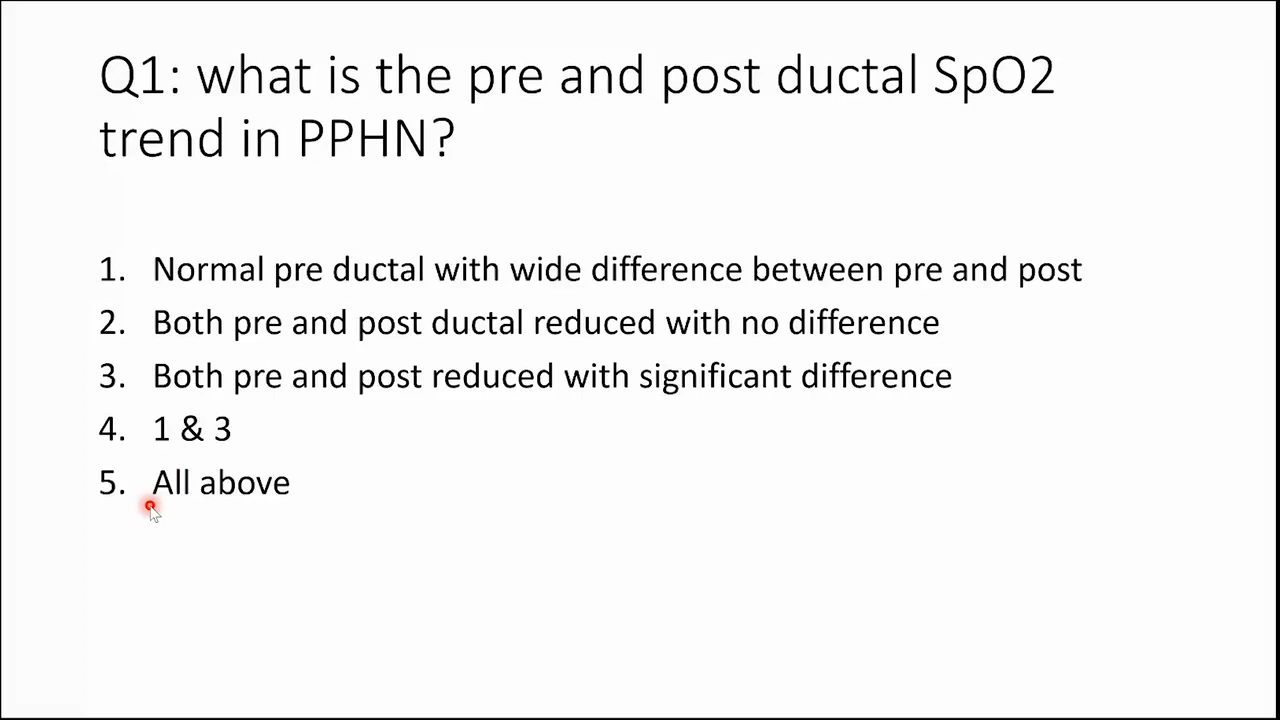 Q1: what is the pre and post ductal SpO2
trend in PPHN?
1. Normal pre ductal with wide difference between pre and post
2. Both pre and post ductal reduced with no difference
3. Both pre and post reduced with significant difference
4. 1 & 3
5. All above